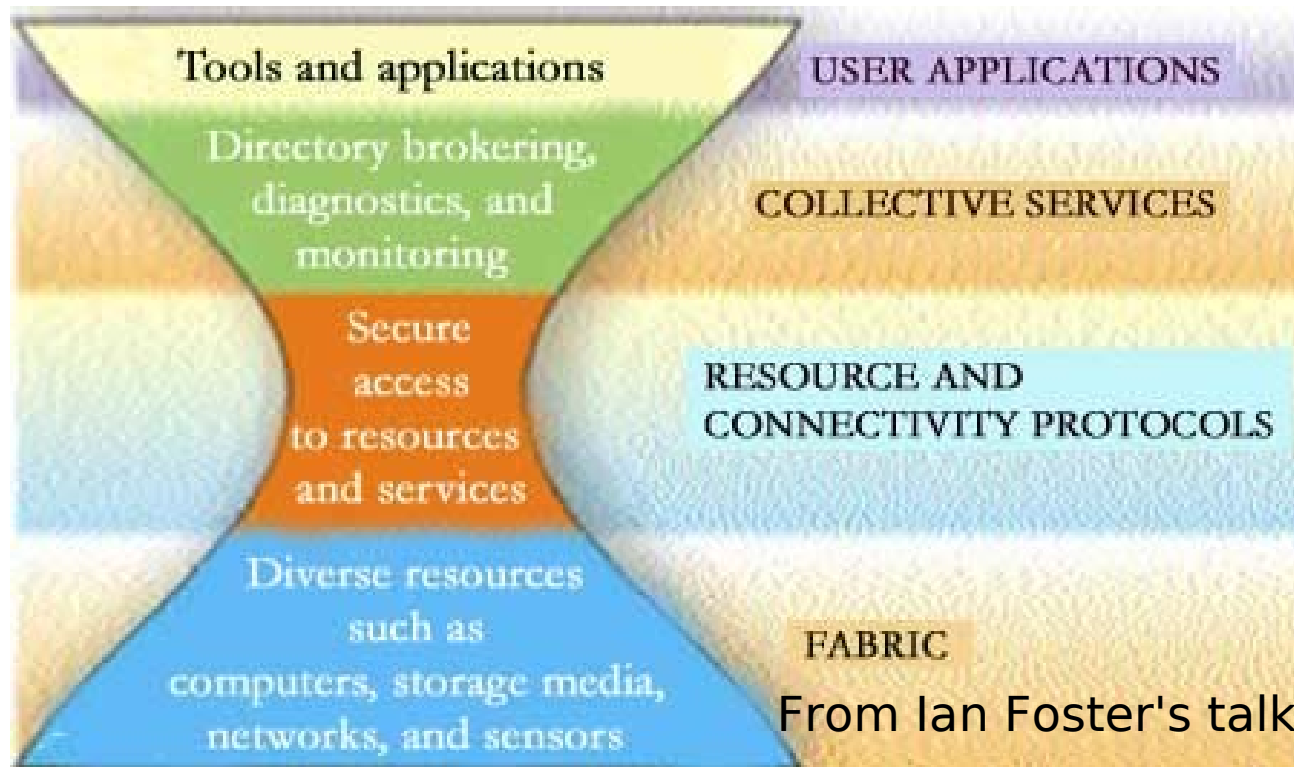 Tools and applications
USER APPLICATIONS
Directory brokering,
diagnostics, and
monitoring
COLLECTIVE SERVICES
Secure
access
to resources
and services
RESOURCE AND
CONNECTIVITY PROTOCOLS
Diverse resources
such as
computers, storage media,
networks, and sensors
FABRIC
From Ian Foster's talk